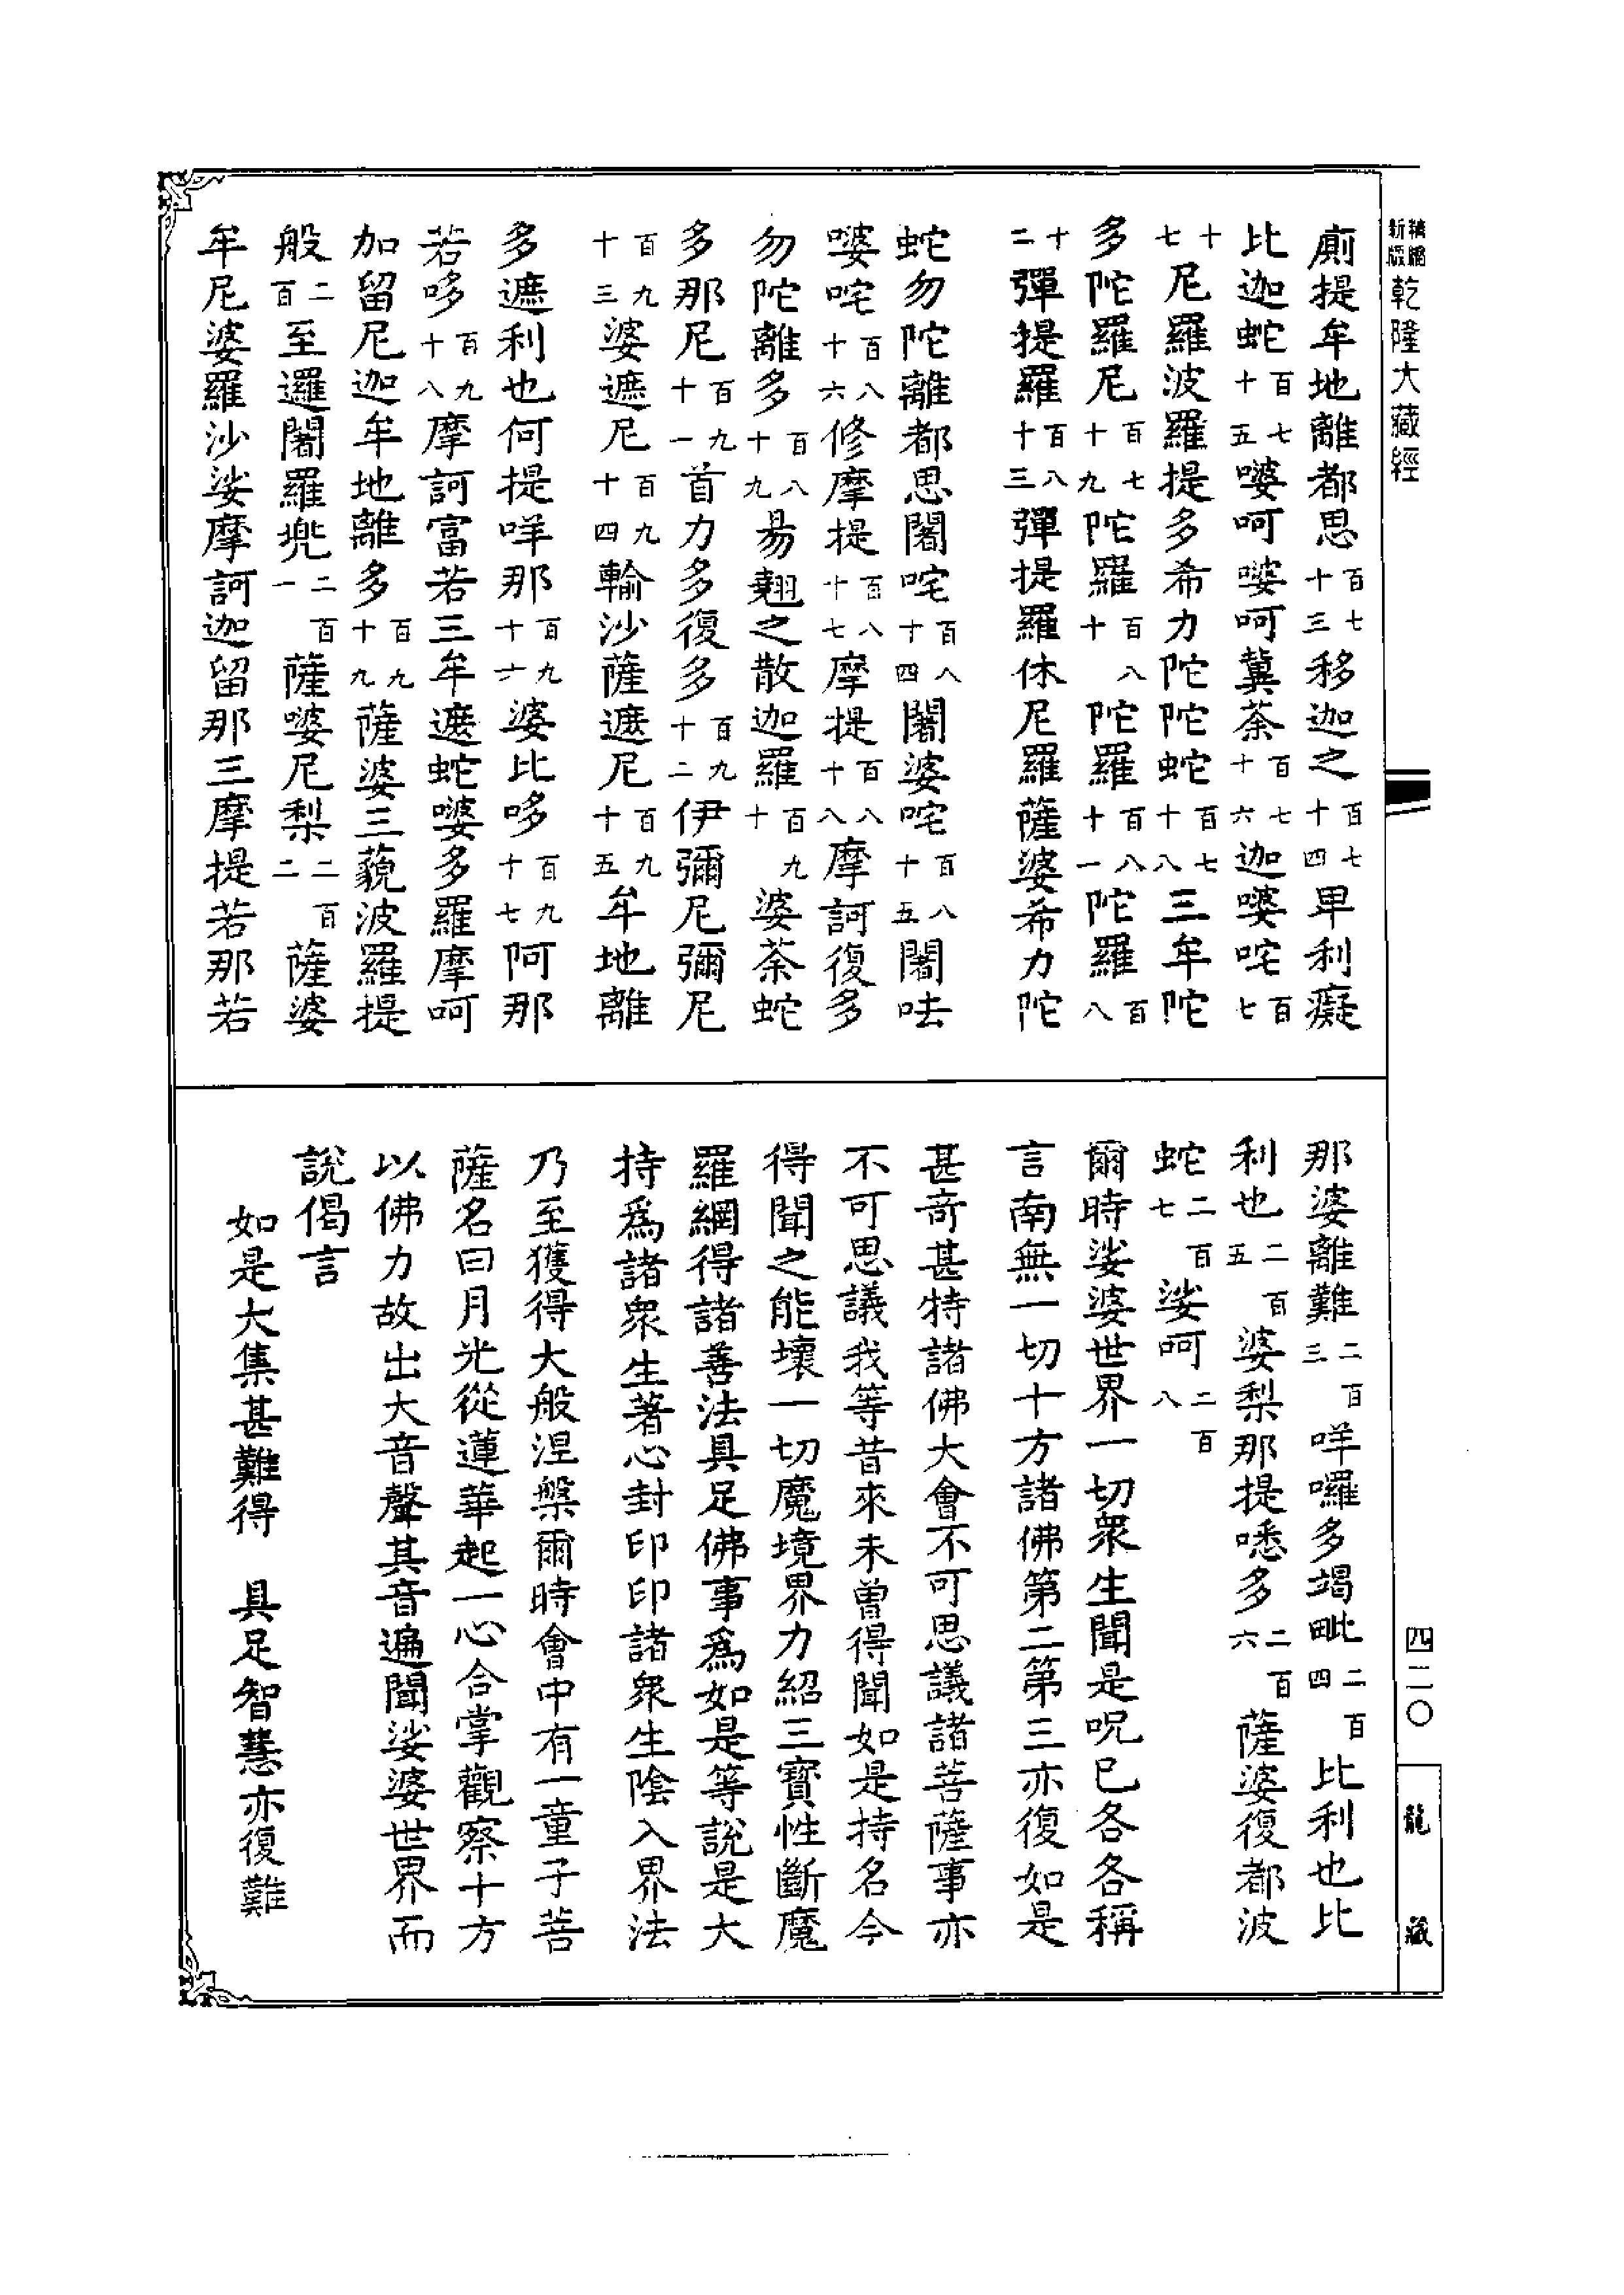 新編縮版 乾隆大藏經
廁提牟地離都思百七十三移迦之百七十四卑利癡
比迦蛇百七十五㗑呵㗑呵冀荼百七十六迦㗑咤百七
十七尼羅波羅提多希力陀陀蛇百七十八三牟陀
多陀羅尼百七十九陀羅百八十陀羅百八十一陀羅百八
十二彈提羅百八十三彈提羅休尼羅薩婆希力陀
蛇勿陀離都思闍咤百八十四闍婆咤百八十五闍呿
㗑咤百八十六修摩提百八十七摩提百八十八摩訶復多
勿陀離多百八十九昜翅之散迦羅百九十婆荼蛇
多那尼百九十一首力多復多百九十二伊彌尼彌尼
百九十三婆遮尼百九十四輸沙薩遮尼百九十五牟地離
多遮利也何提咩那百九十六婆比哆百九十七阿那
若哆百九十八摩訶富若三牟遮蛇㗑多羅摩呵
加留尼迦牟地離多百九十九薩婆三藐波羅提
般二百至邏闍羅兜二百一薩㗑尼梨二百二薩婆
牟尼婆羅沙娑摩訶迦留那三摩提若那若
那婆離難二百三咩囉多竭毗二百四比利也比
利也二百五婆梨那提㗭多二百六薩婆復都波
蛇二百七娑呵二百八
爾時娑婆世界一切衆生聞是呪已各各稱
言南無一切十方諸佛第二第三亦復如是
甚奇甚特諸佛大會不可思議諸菩薩事亦
不可思議我等昔來未曾得聞如是持名今
得聞之能壞一切魔境界力紹三寶性斷魔
羅網得諸善法具足佛事爲如是等說是大
持爲諸衆生著心封印印諸衆生陰入界法
乃至獲得大般涅槃爾時會中有一童子菩
薩名曰月光從蓮華起一心合掌觀察十方
以佛力故出大音聲其音遍聞娑婆世界而
說偈言
如是大集甚難得　具足智慧亦復難
四二〇
龍藏